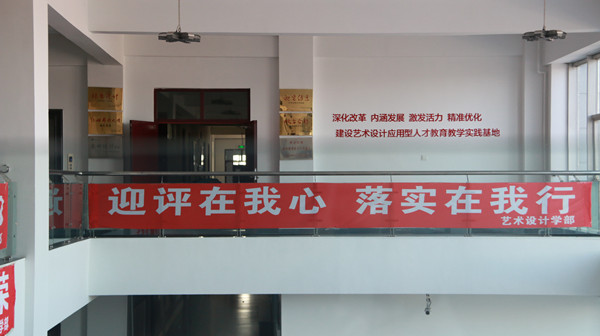 深化改革 内涵发展 激发活力 精准优化
建设艺术设计应用型人才教育教学实践基地
迎评在我心 落实在我行
艺术设计学部